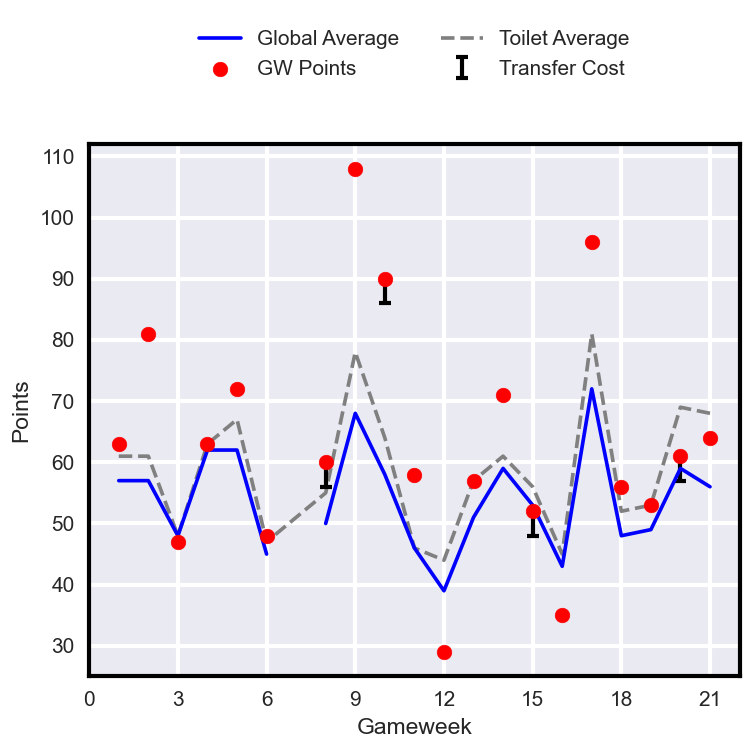 Global Average
Toilet Average
GW Points
Transfer Cost
110
100
90
80
70
60
50
40
30
Points
0 3 6 9 12 15 18 21
Gameweek